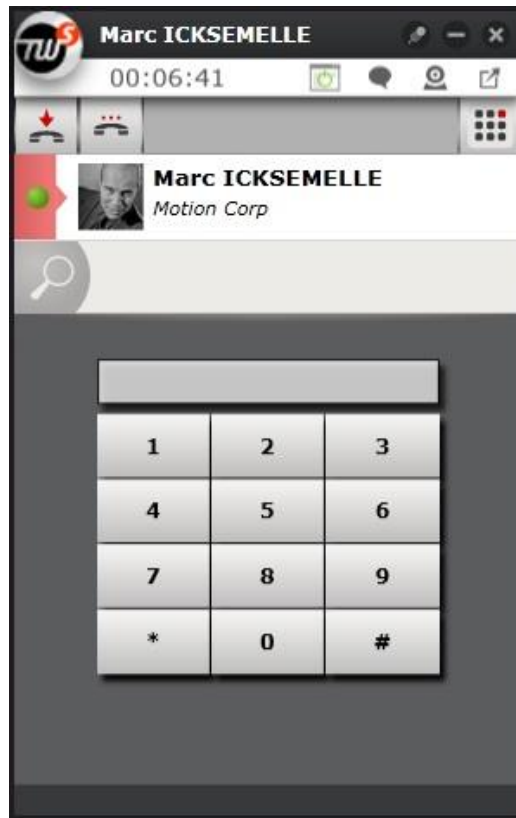 TWS Marc ICKSEMELLE
00:06:41
Marc ICKSEMELLE
Motion Corp
1 2 3
4 5 6
7 8 9
* 0 #